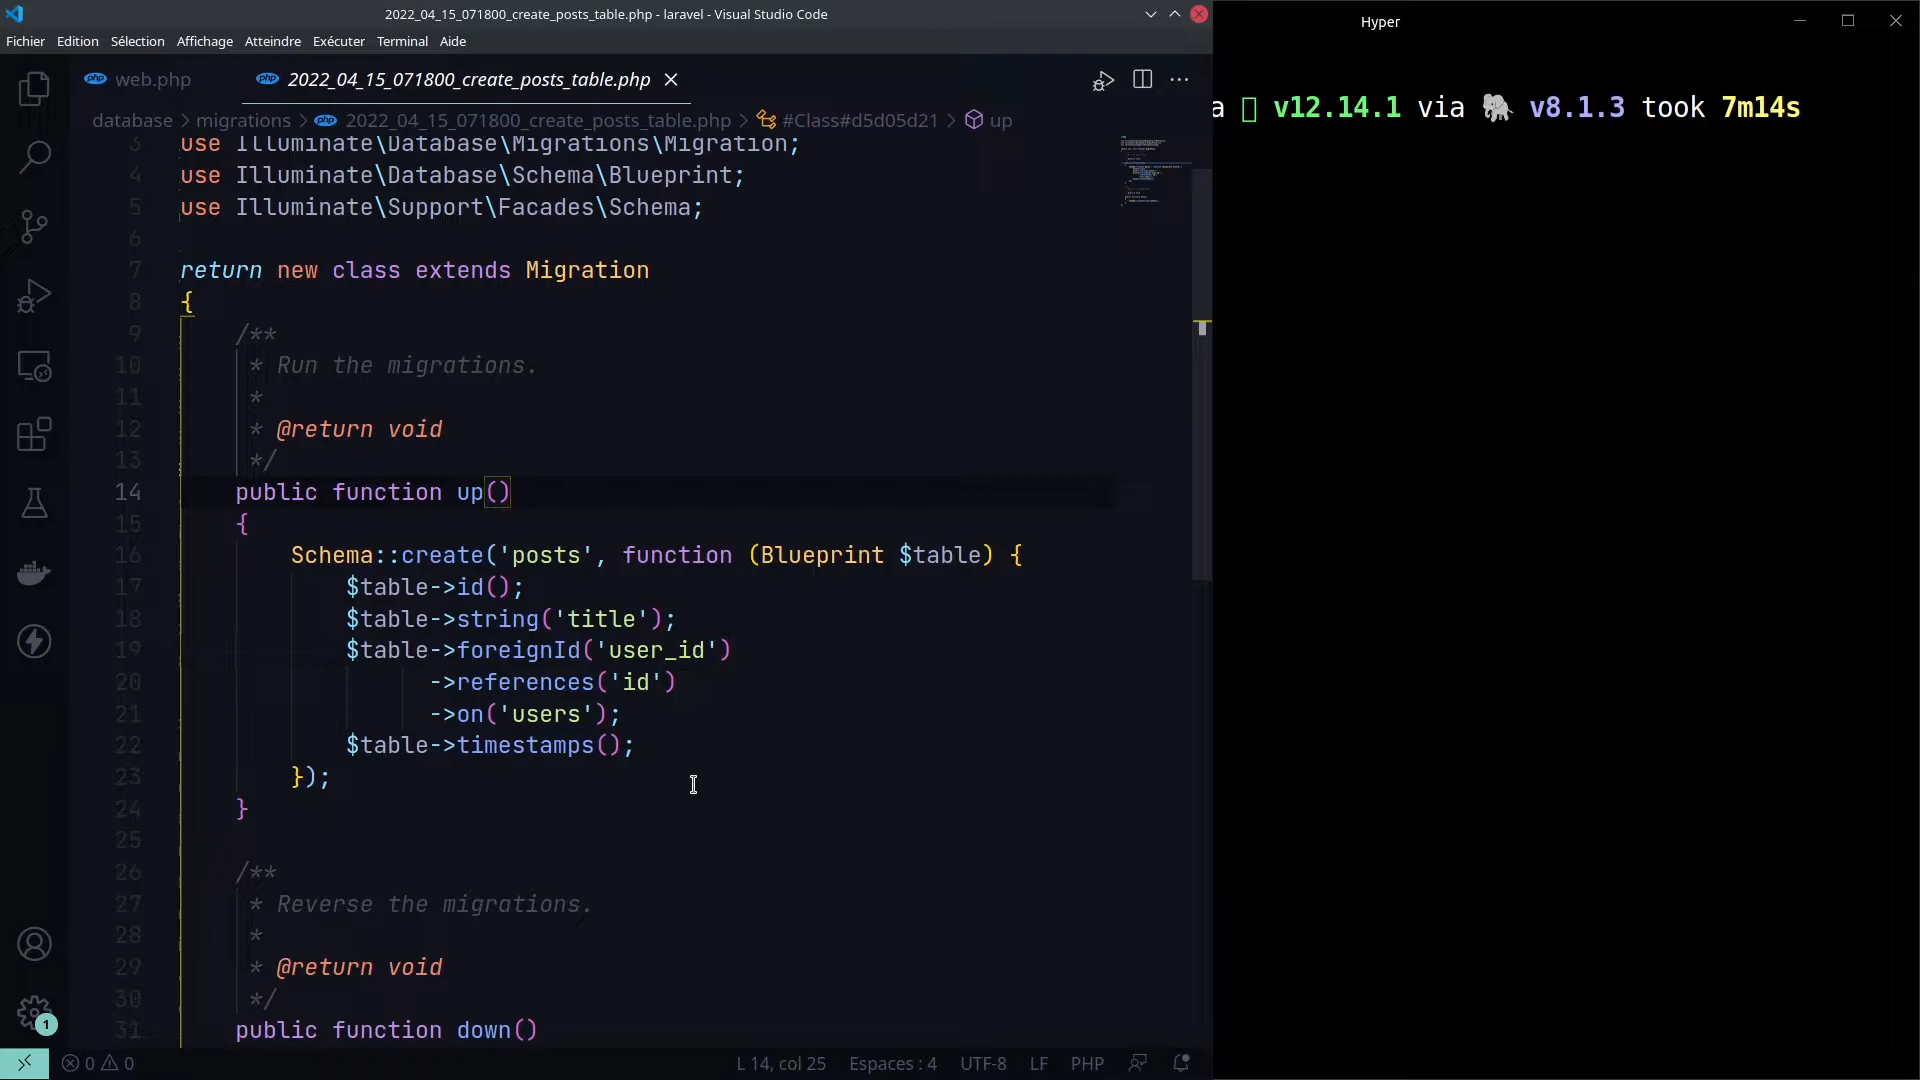 2022_04_15_071800_create_posts_table.php - laravel - Visual Studio Code
Fichier Edition Sélection Affichage Atteindre Exécuter Terminal Aide
php web.php php 2022_04_15_071800_create_posts_table.php
database > migrations > php 2022_04_15_071800_create_posts_table.php > #Class#d5d05d21 > up
3 use Illuminate\Database\Migrations\Migration;
4 use Illuminate\Database\Schema\Blueprint;
5 use Illuminate\Support\Facades\Schema;
6
7 return new class extends Migration
8 {
9 /**
10 * Run the migrations.
11 *
12 * @return void
13 */
14 public function up()
15 {
16 Schema::create('posts', function (Blueprint $table) {
17 $table->id();
18 $table->string('title');
19 $table->foreignId('user_id')
20 ->references('id')
21 ->on('users');
22 $table->timestamps();
23 });
24 }
25
26 /**
27 * Reverse the migrations.
28 *
29 * @return void
30 */
31 public function down()
1
0 0 L 14, col 25 Espaces : 4 UTF-8 LF PHP
Hyper
a v12.14.1 via 🐘 v8.1.3 took 7m14s